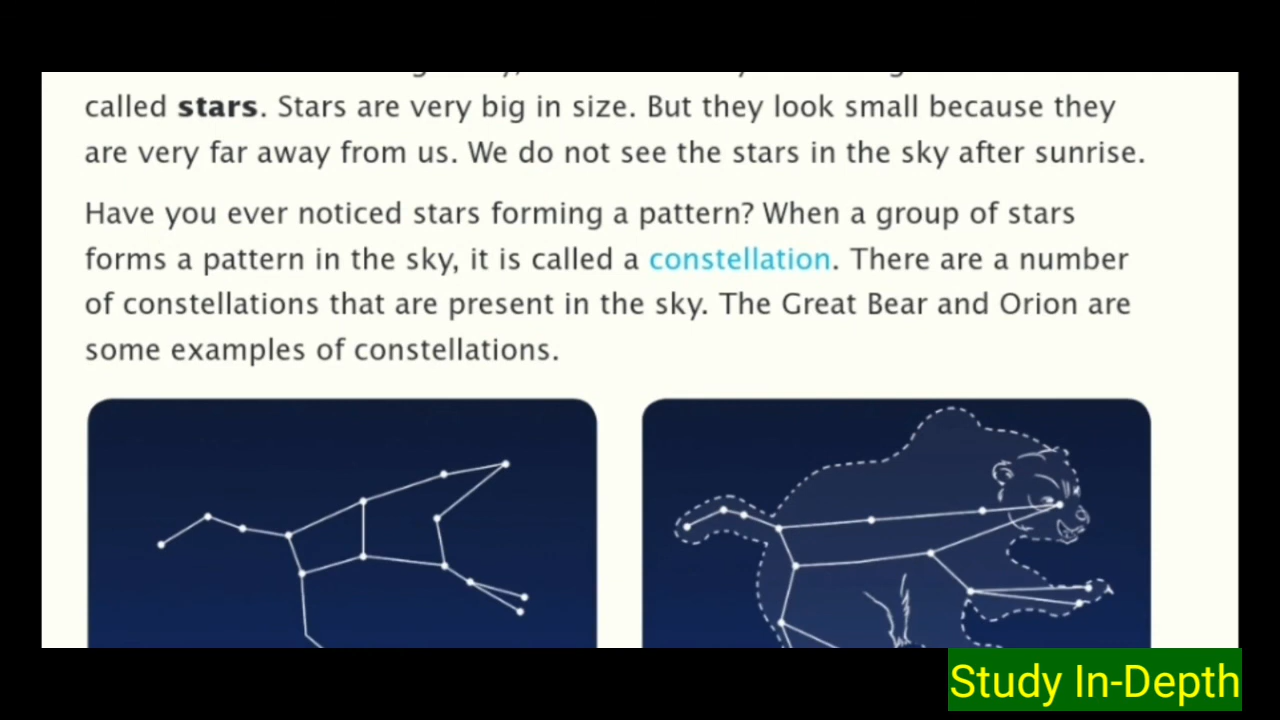 called stars. Stars are very big in size. But they look small because they
are very far away from us. We do not see the stars in the sky after sunrise.
Have you ever noticed stars forming a pattern? When a group of stars
forms a pattern in the sky, it is called a constellation. There are a number
of constellations that are present in the sky. The Great Bear and Orion are
some examples of constellations.
Study In-Depth